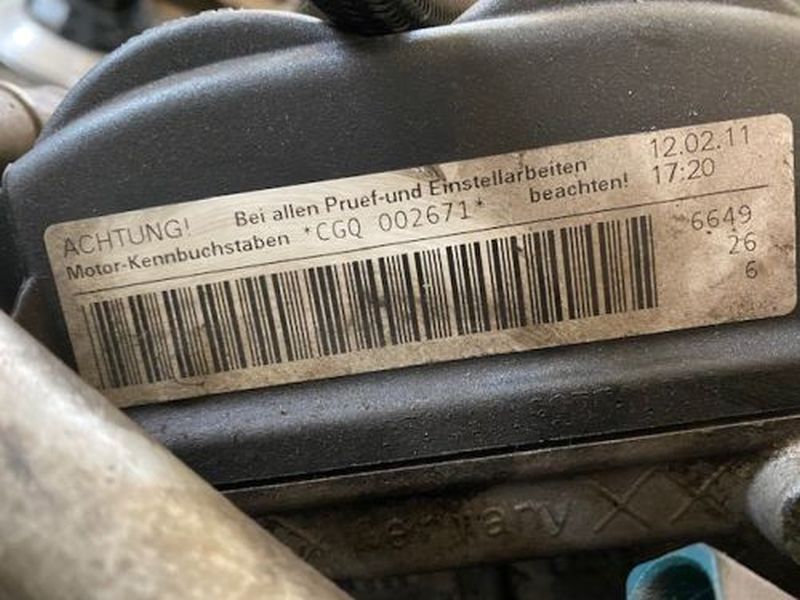 ACHTUNG! Bei allen Pruef-und Einstellarbeiten
Motor-Kennbuchstaben *CGQ 002671* beachten!
12.02.11
17:20
6649
26
6
Germany